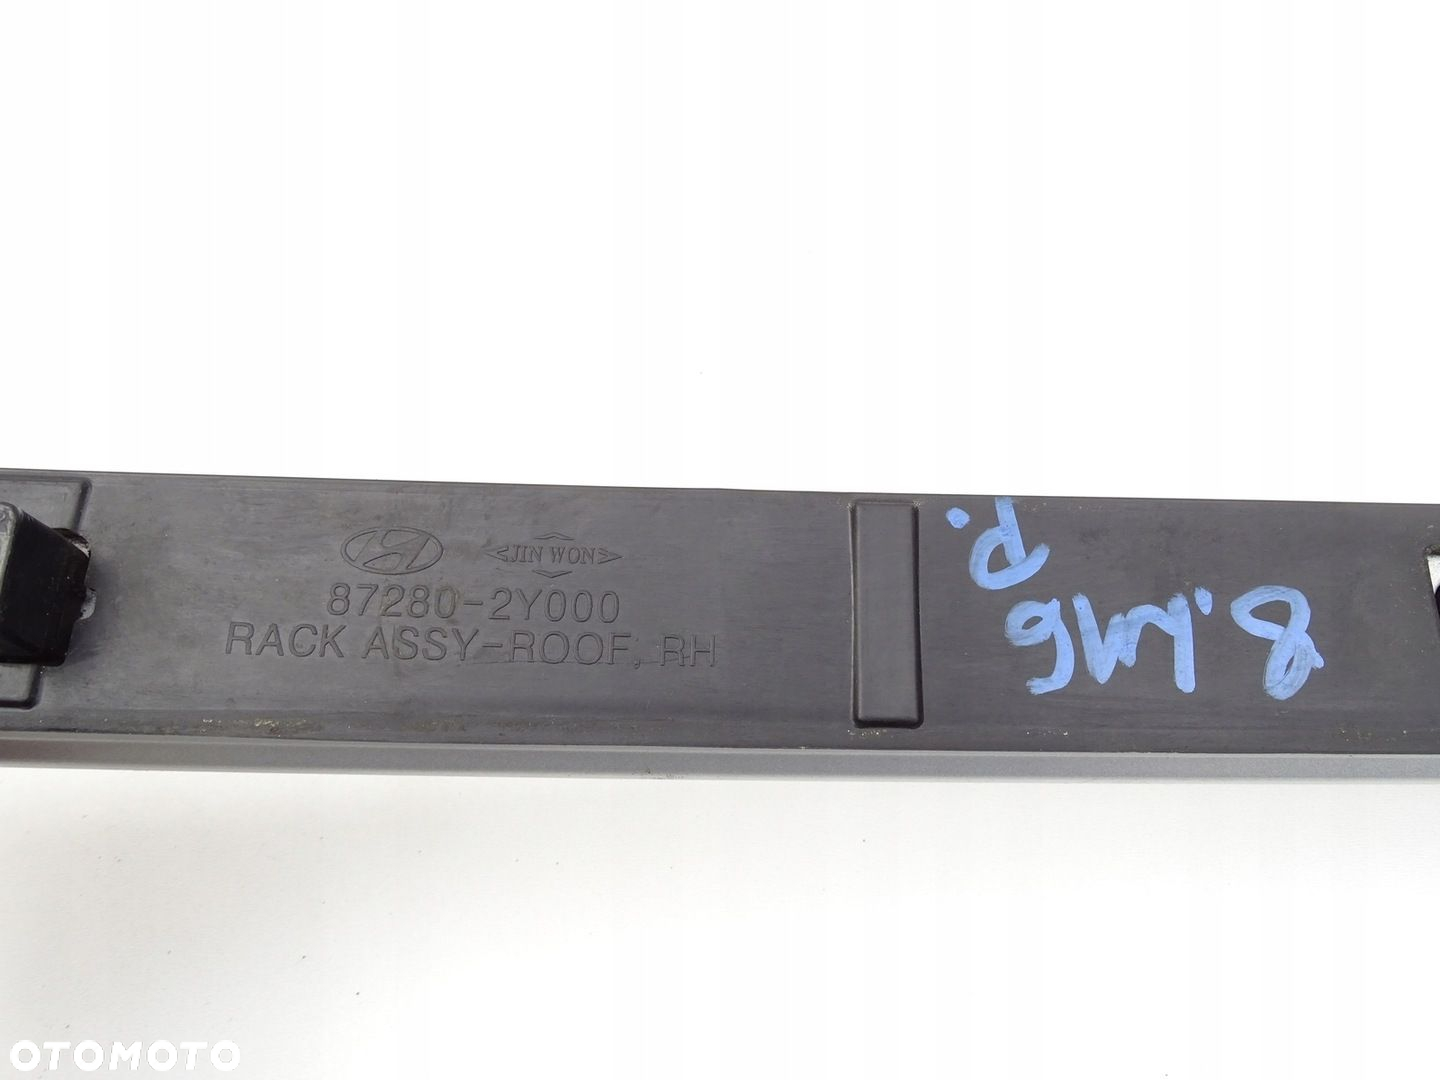 <JIN WON>
87280-2Y000
RACK ASSY-ROOF, RH
P.
OTOMOTO